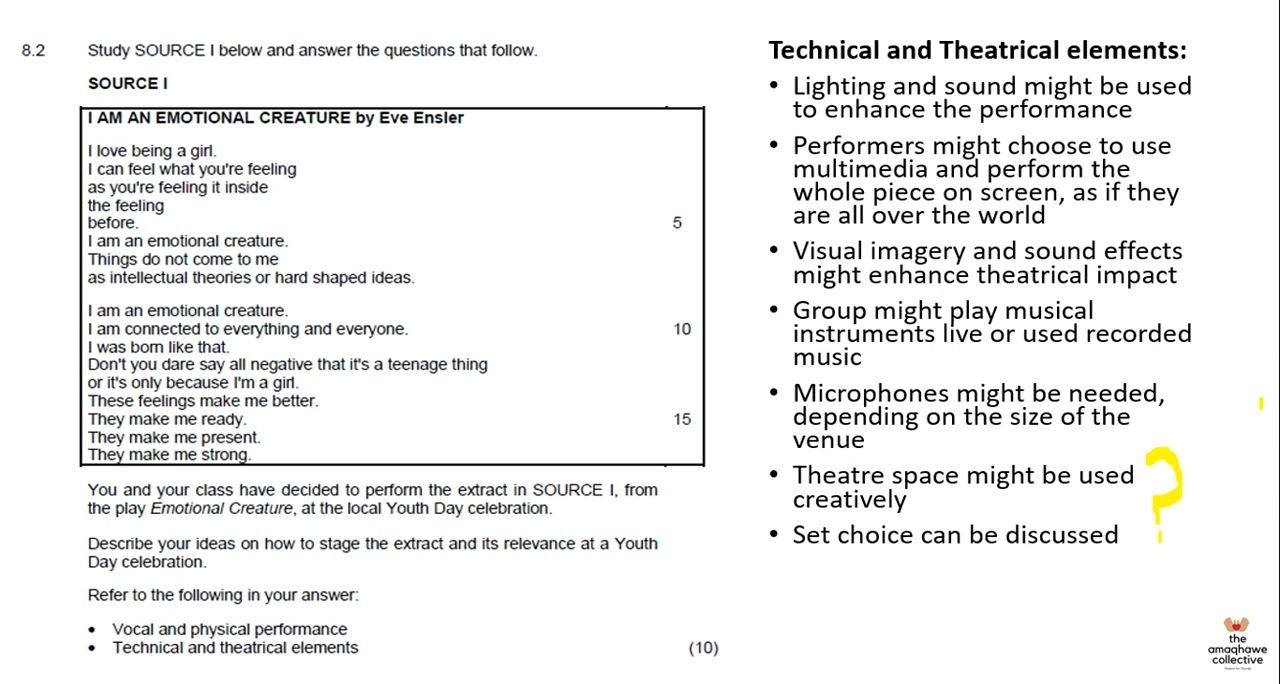 8.2 Study SOURCE I below and answer the questions that follow.
SOURCE I
I AM AN EMOTIONAL CREATURE by Eve Ensler
I love being a girl.
I can feel what you're feeling
as you're feeling it inside
the feeling
before. 5
I am an emotional creature.
Things do not come to me
as intellectual theories or hard shaped ideas.
I am an emotional creature.
I am connected to everything and everyone. 10
I was born like that.
Don't you dare say all negative that it's a teenage thing
or it's only because I'm a girl.
These feelings make me better.
They make me ready. 15
They make me present.
They make me strong.
You and your class have decided to perform the extract in SOURCE I, from
the play Emotional Creature, at the local Youth Day celebration.
Describe your ideas on how to stage the extract and its relevance at a Youth
Day celebration.
Refer to the following in your answer:
• Vocal and physical performance
• Technical and theatrical elements (10)
Technical and Theatrical elements:
• Lighting and sound might be used
to enhance the performance
• Performers might choose to use
multimedia and perform the
whole piece on screen, as if they
are all over the world
• Visual imagery and sound effects
might enhance theatrical impact
• Group might play musical
instruments live or used recorded
music
• Microphones might be needed,
depending on the size of the
venue
• Theatre space might be used
creatively
• Set choice can be discussed
?
the
amaqhawe
collective